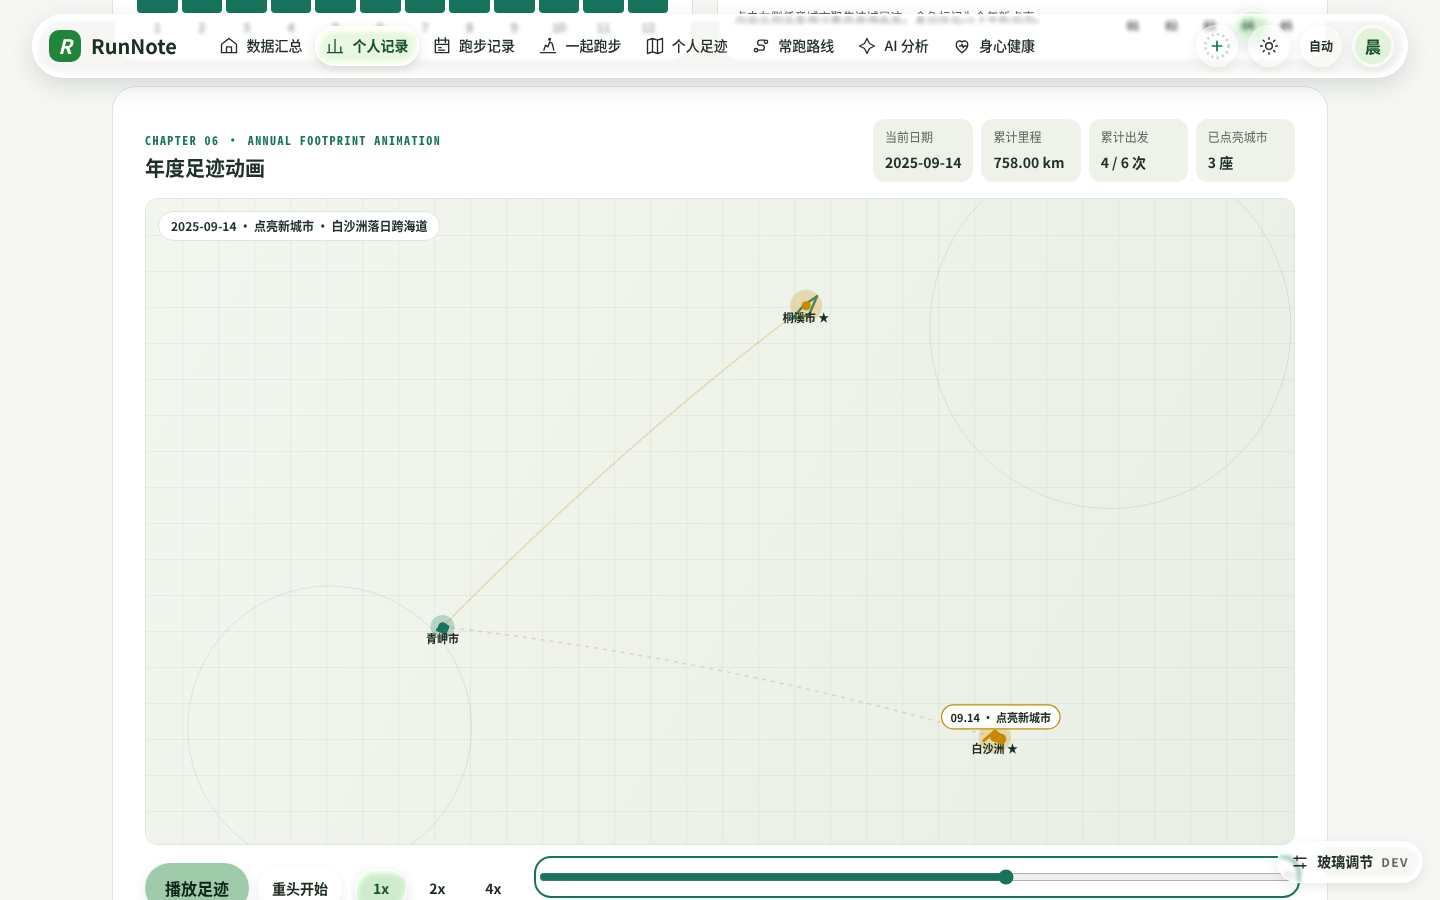 RunNote
数据汇总
个人记录
跑步记录
一起跑步
个人足迹
常跑路线
AI 分析
身心健康
自动
晨
CHAPTER 06 • ANNUAL FOOTPRINT ANIMATION
年度足迹动画
当前日期
2025-09-14
累计里程
758.00 km
累计出发
4 / 6 次
已点亮城市
3 座
2025-09-14 • 点亮新城市 • 白沙洲落日跨海道
桐溪市 ★
青岬市
09.14 • 点亮新城市
白沙洲 ★
播放足迹
重头开始
1x
2x
4x
玻璃调节 DEV